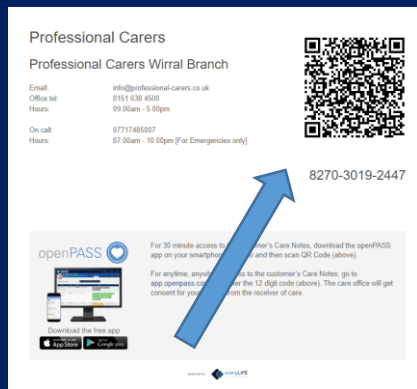 Professional Carers
Professional Carers Wirral Branch
Email: info@professional-carers.co.uk
Office tel: 0151 638 4500
Hours: 09.00am - 5.00pm
On call: 07717485007
Hours: 07.00am - 10.00pm [For Emergencies only]
8270-3019-2447
openPASS
For 30 minute access to customer's Care Notes, download the openPASS
app on your smartphone and then scan QR Code (above).
For anytime, access to the customer's Care Notes, go to
app.openpass. the 12 digit code (above). The care office will get
consent for from the receiver of care.
Download the free app
App Store Google play
everyLIFE